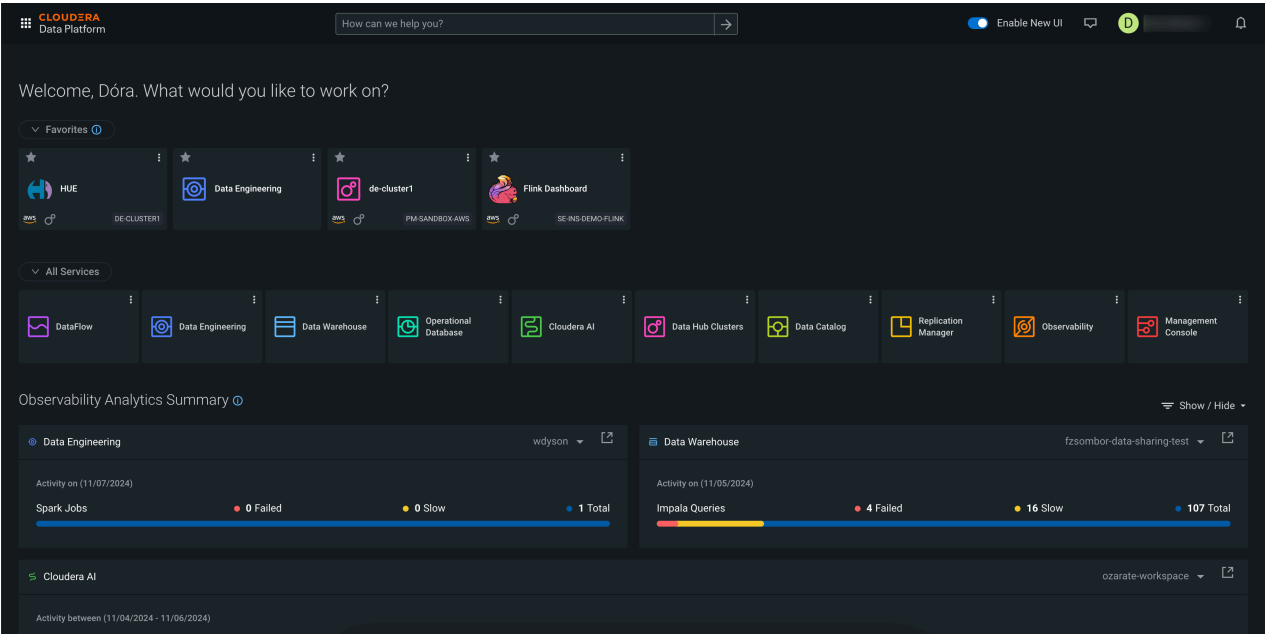 CLOUDERA
Data Platform
How can we help you?
Enable New UI
D
Welcome, Dóra. What would you like to work on?
Favorites
HUE
aws
DE-CLUSTER1
Data Engineering
de-cluster1
aws
PM-SANDBOX-AWS
Flink Dashboard
aws
SE-INS-DEMO-FLINK
All Services
DataFlow
Data Engineering
Data Warehouse
Operational
Database
Cloudera AI
Data Hub Clusters
Data Catalog
Replication
Manager
Observability
Management
Console
Observability Analytics Summary
Show / Hide
Data Engineering
wdyson
Activity on (11/07/2024)
Spark Jobs
0 Failed
0 Slow
1 Total
Data Warehouse
fzsombor-data-sharing-test
Activity on (11/05/2024)
Impala Queries
4 Failed
16 Slow
107 Total
Cloudera AI
ozarate-workspace
Activity between (11/04/2024 - 11/06/2024)